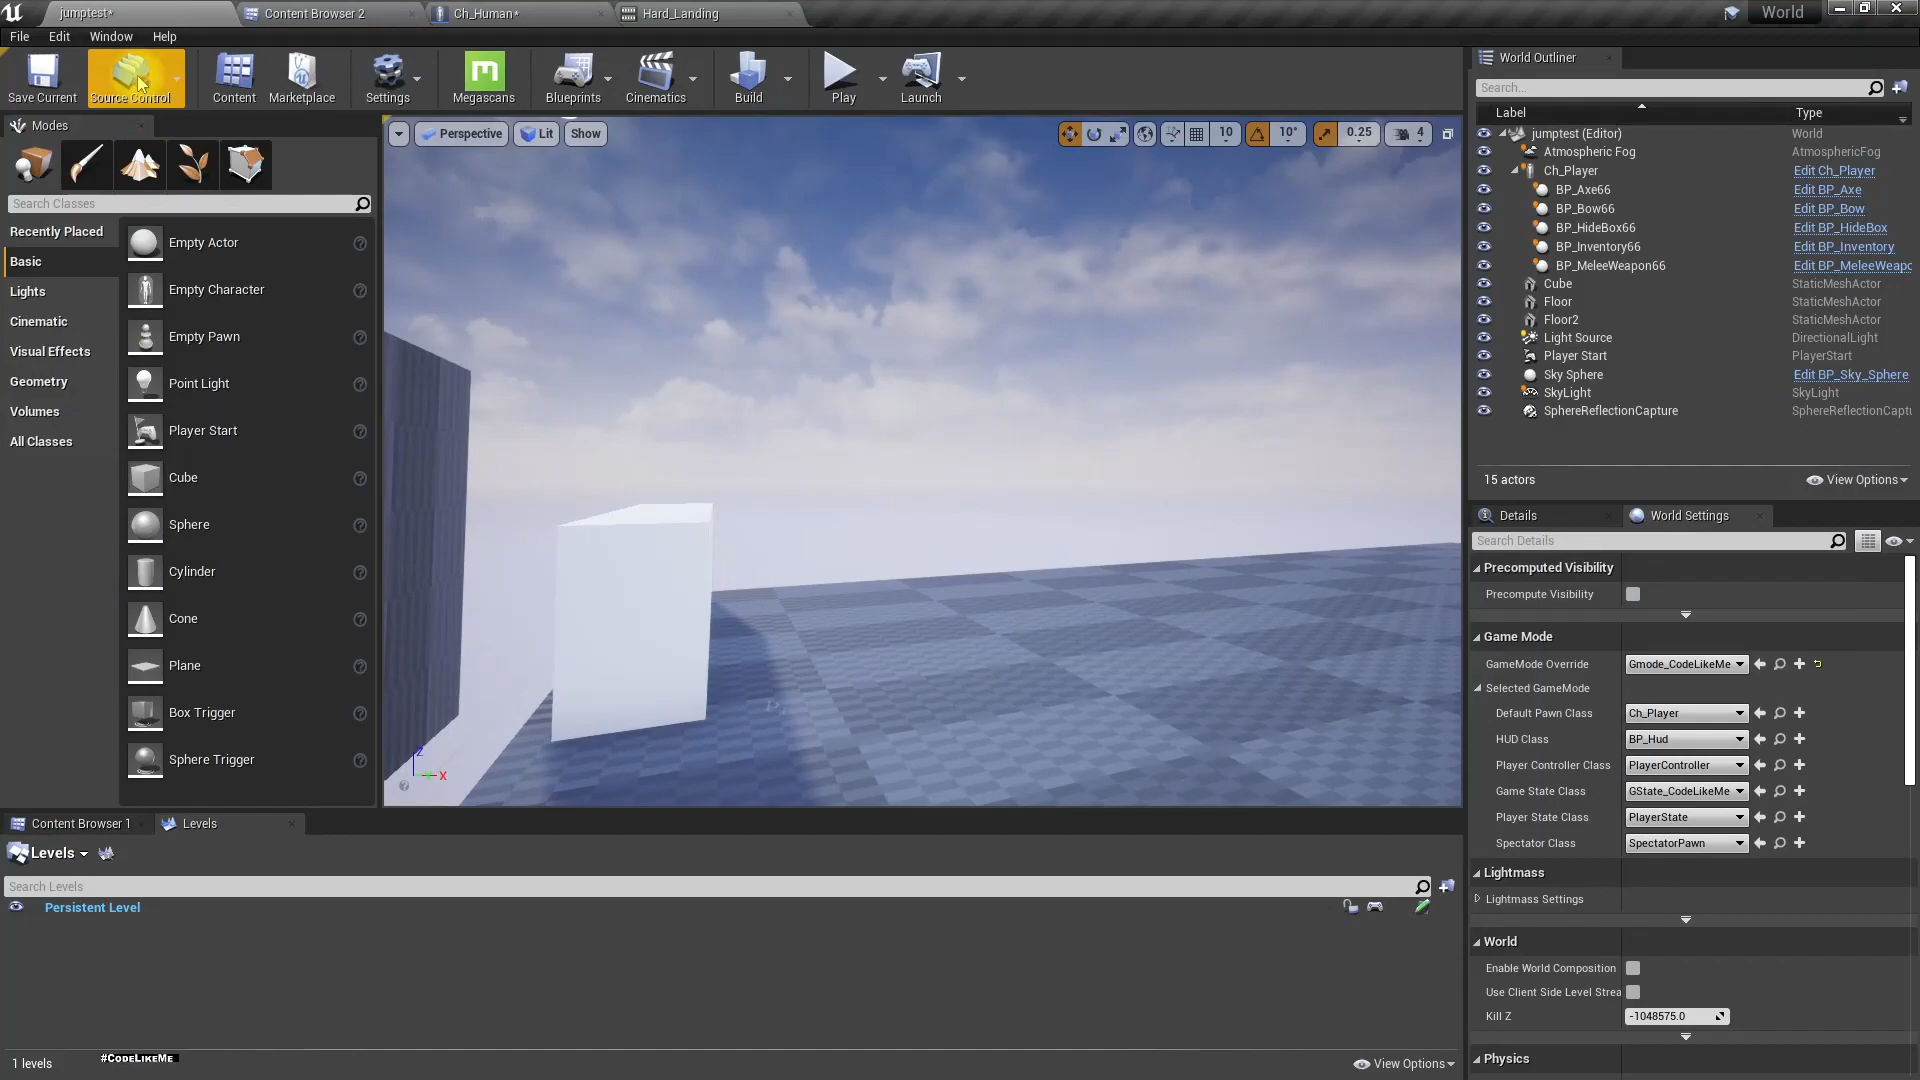 jumptest*
Content Browser 2
Ch_Human*
Hard_Landing
World
File
Edit
Window
Help
Save Current
Source Control
Content
Marketplace
Settings
Megascans
Blueprints
Cinematics
Build
Play
Launch
Modes
Search Classes
Recently Placed
Basic
Lights
Cinematic
Visual Effects
Geometry
Volumes
All Classes
Empty Actor
Empty Character
Empty Pawn
Point Light
Player Start
Cube
Sphere
Cylinder
Cone
Plane
Box Trigger
Sphere Trigger
Perspective
Lit
Show
10
10°
0.25
4
Z
X
World Outliner
Search...
Label
Type
jumptest (Editor)
World
Atmospheric Fog
AtmosphericFog
Ch_Player
Edit Ch_Player
BP_Axe66
Edit BP_Axe
BP_Bow66
Edit BP_Bow
BP_HideBox66
Edit BP_HideBox
BP_Inventory66
Edit BP_Inventory
BP_MeleeWeapon66
Edit BP_MeleeWeapo
Cube
StaticMeshActor
Floor
StaticMeshActor
Floor2
StaticMeshActor
Light Source
DirectionalLight
Player Start
PlayerStart
Sky Sphere
Edit BP_Sky_Sphere
SkyLight
SkyLight
SphereReflectionCapture
SphereReflectionCaptu
15 actors
View Options
Details
World Settings
Search Details
Precomputed Visibility
Precompute Visibility
Game Mode
GameMode Override
Gmode_CodeLikeMe
Selected GameMode
Default Pawn Class
Ch_Player
HUD Class
BP_Hud
Player Controller Class
PlayerController
Game State Class
GState_CodeLikeMe
Player State Class
PlayerState
Spectator Class
SpectatorPawn
Lightmass
Lightmass Settings
World
Enable World Composition
Use Client Side Level Strea
Kill Z
-1048575.0
Physics
Content Browser 1
Levels
Levels
Search Levels
Persistent Level
1 levels
#CodeLikeMe
View Options